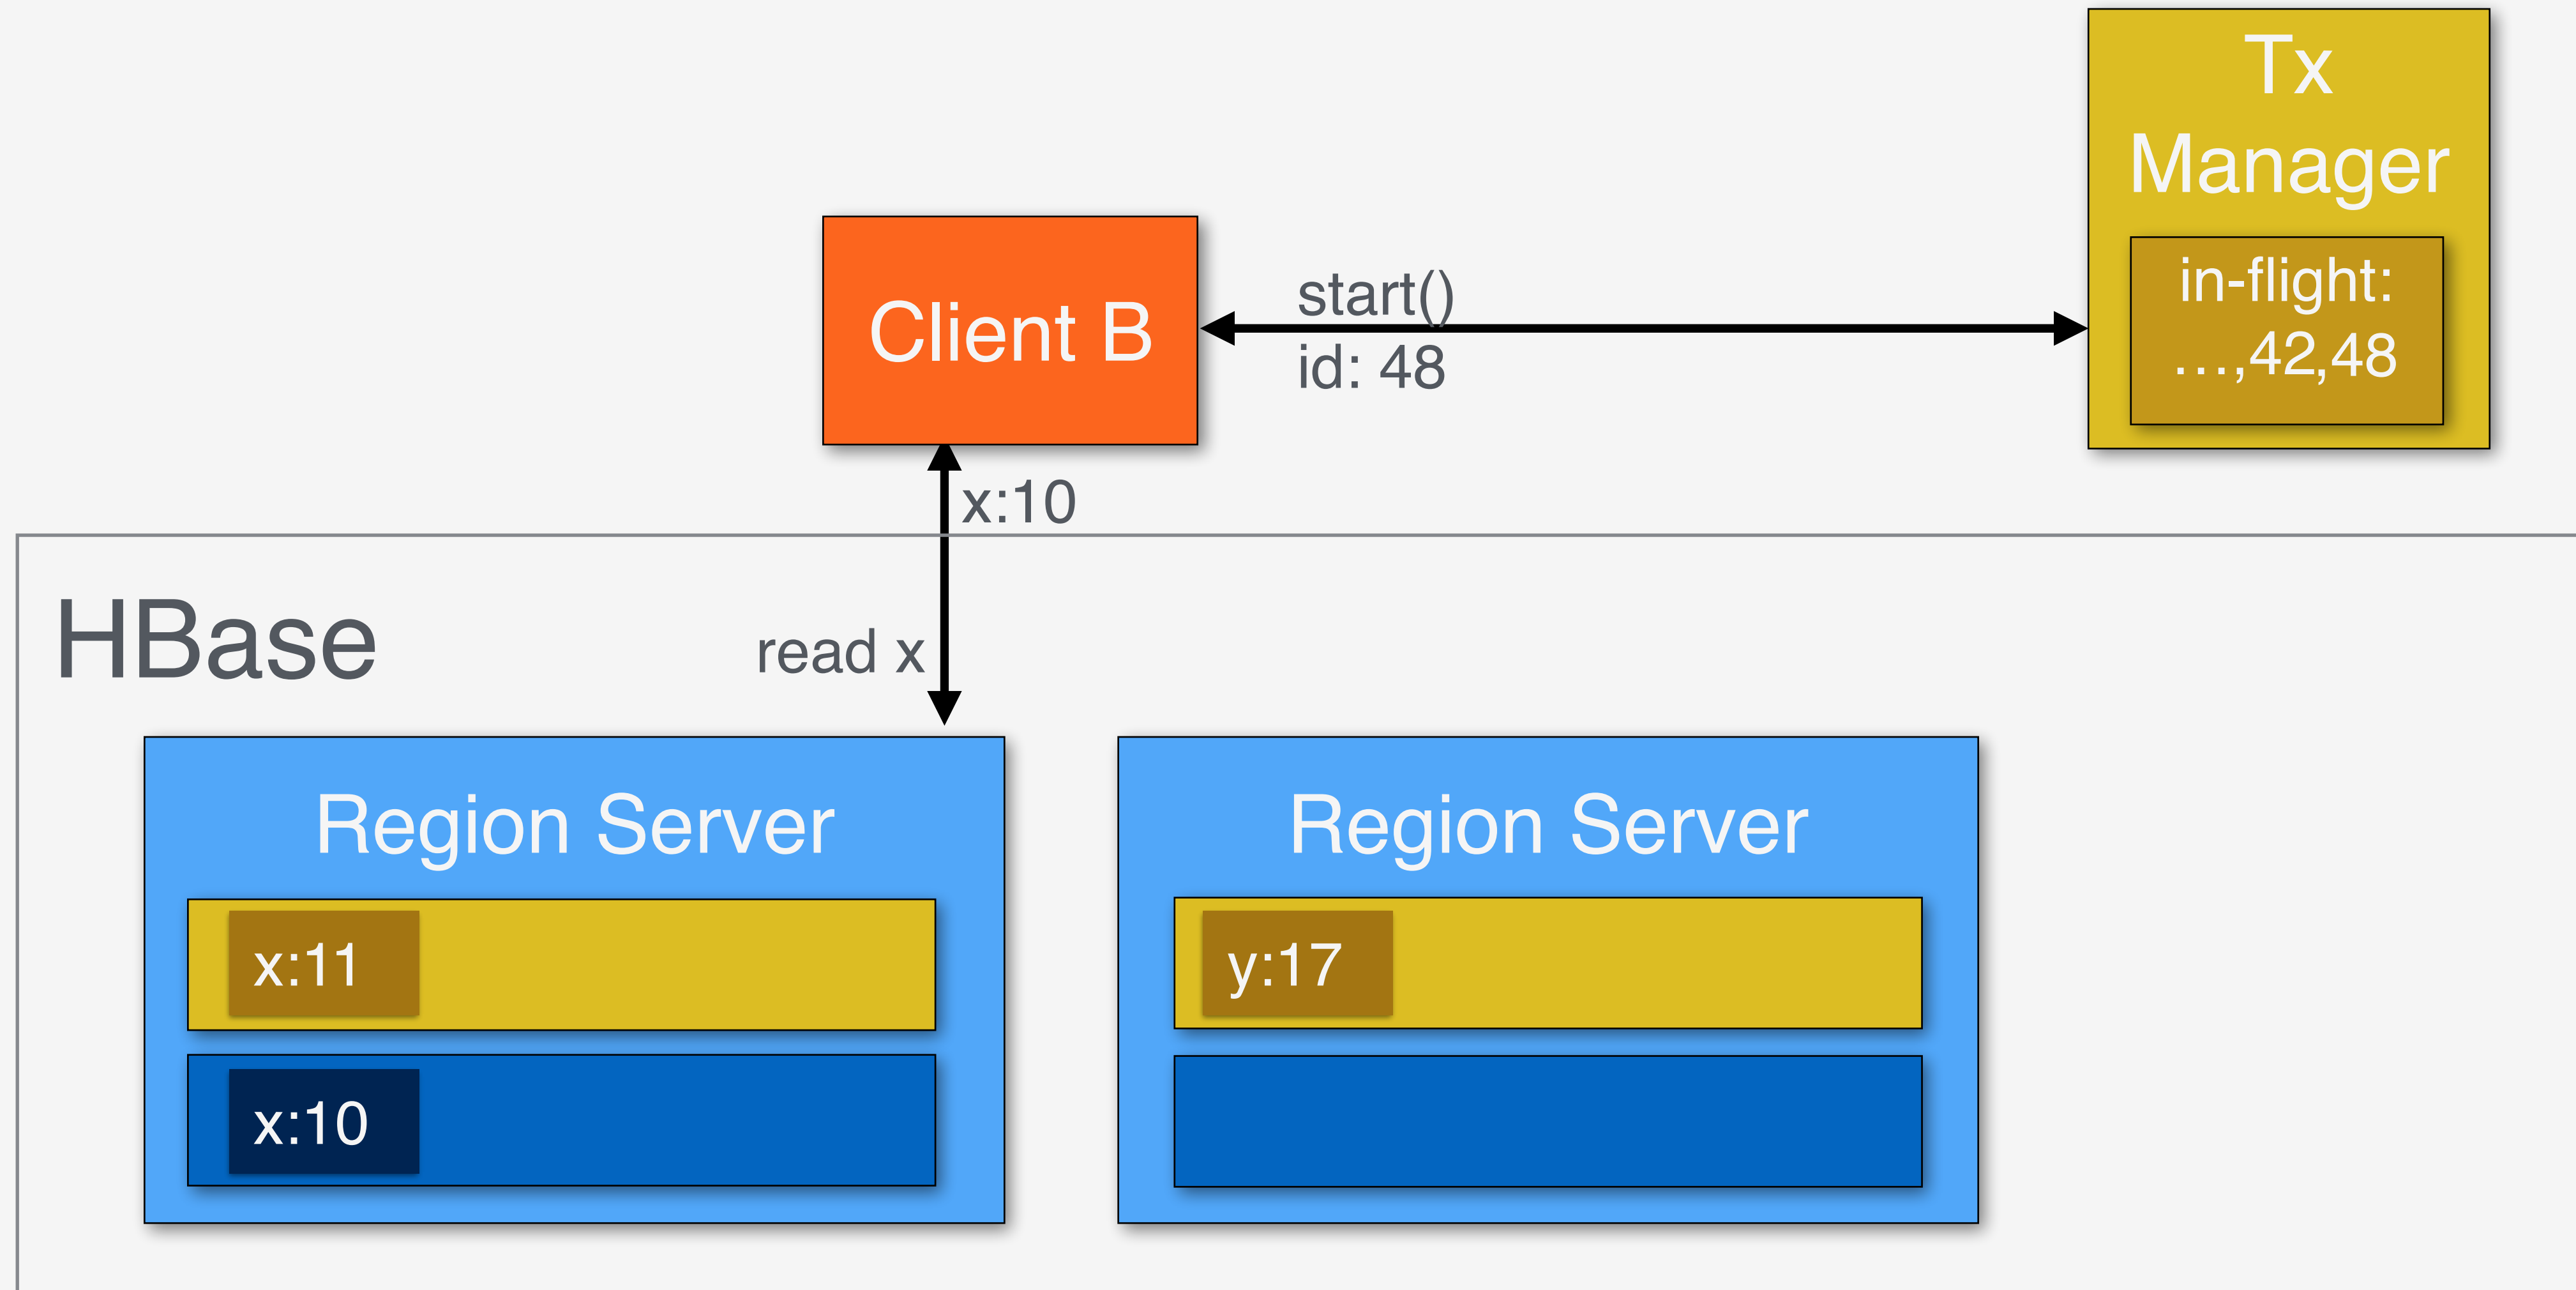 Tx
Manager
in-flight:
...,42,48
Client B
start()
id: 48
x:10
HBase
read x
Region Server
Region Server
x:11
y:17
x:10